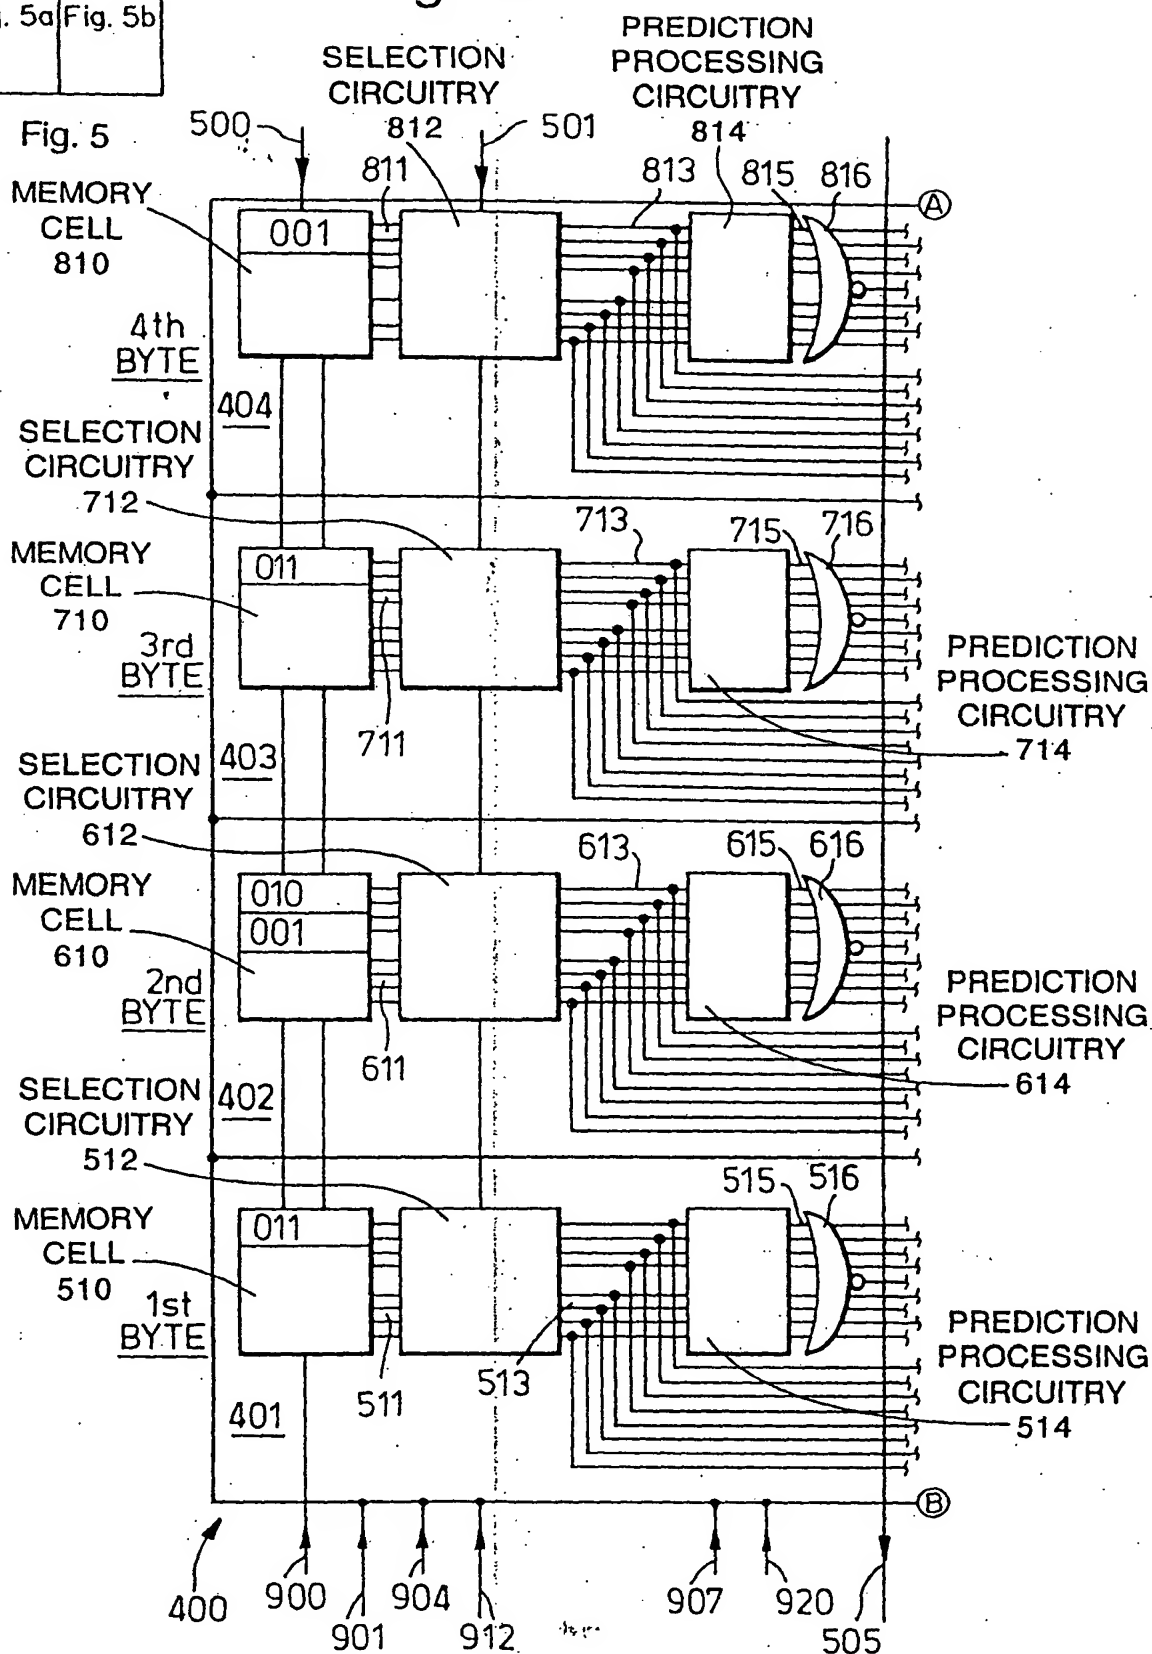 Fig. 5b
Fig. 5
SELECTION
CIRCUITRY
812
PREDICTION
PROCESSING
CIRCUITRY
814
500
501
811
813
815
816
A
MEMORY
CELL
810
001
4th
BYTE
404
SELECTION
CIRCUITRY
712
713
715
716
MEMORY
CELL
710
011
3rd
BYTE
711
PREDICTION
PROCESSING
CIRCUITRY
714
403
SELECTION
CIRCUITRY
612
613
615
616
MEMORY
CELL
610
010
001
2nd
BYTE
611
PREDICTION
PROCESSING
CIRCUITRY
614
402
SELECTION
CIRCUITRY
512
515
516
MEMORY
CELL
510
011
1st
BYTE
511
513
PREDICTION
PROCESSING
CIRCUITRY
514
401
B
400
900
901
904
912
907
920
505